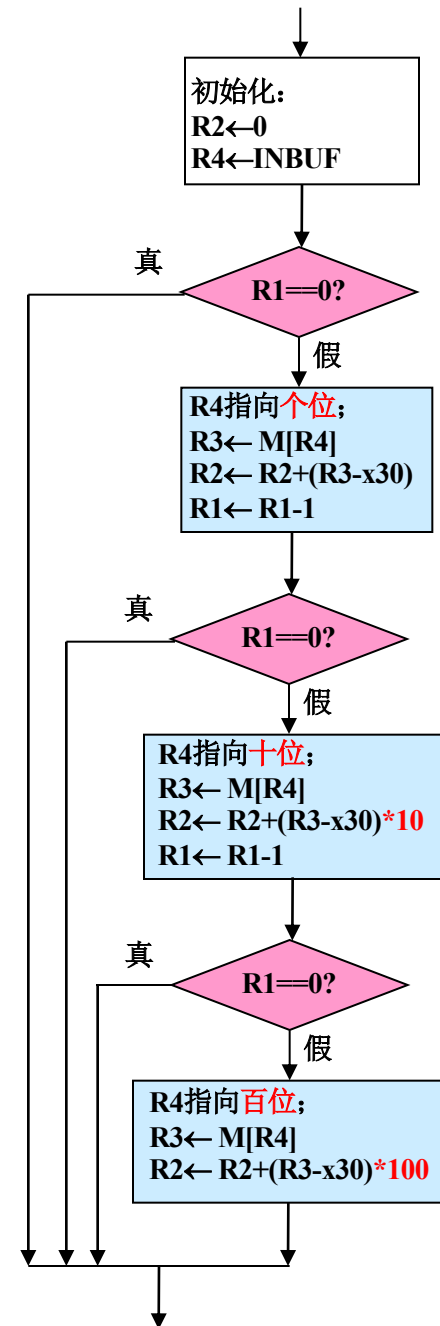 初始化：
R2←0
R4←INBUF
真
R1==0?
假
R4指向个位；
R3← M[R4]
R2← R2+(R3-x30)
R1← R1-1
真
R1==0?
假
R4指向十位；
R3← M[R4]
R2← R2+(R3-x30)*10
R1← R1-1
真
R1==0?
假
R4指向百位；
R3← M[R4]
R2← R2+(R3-x30)*100